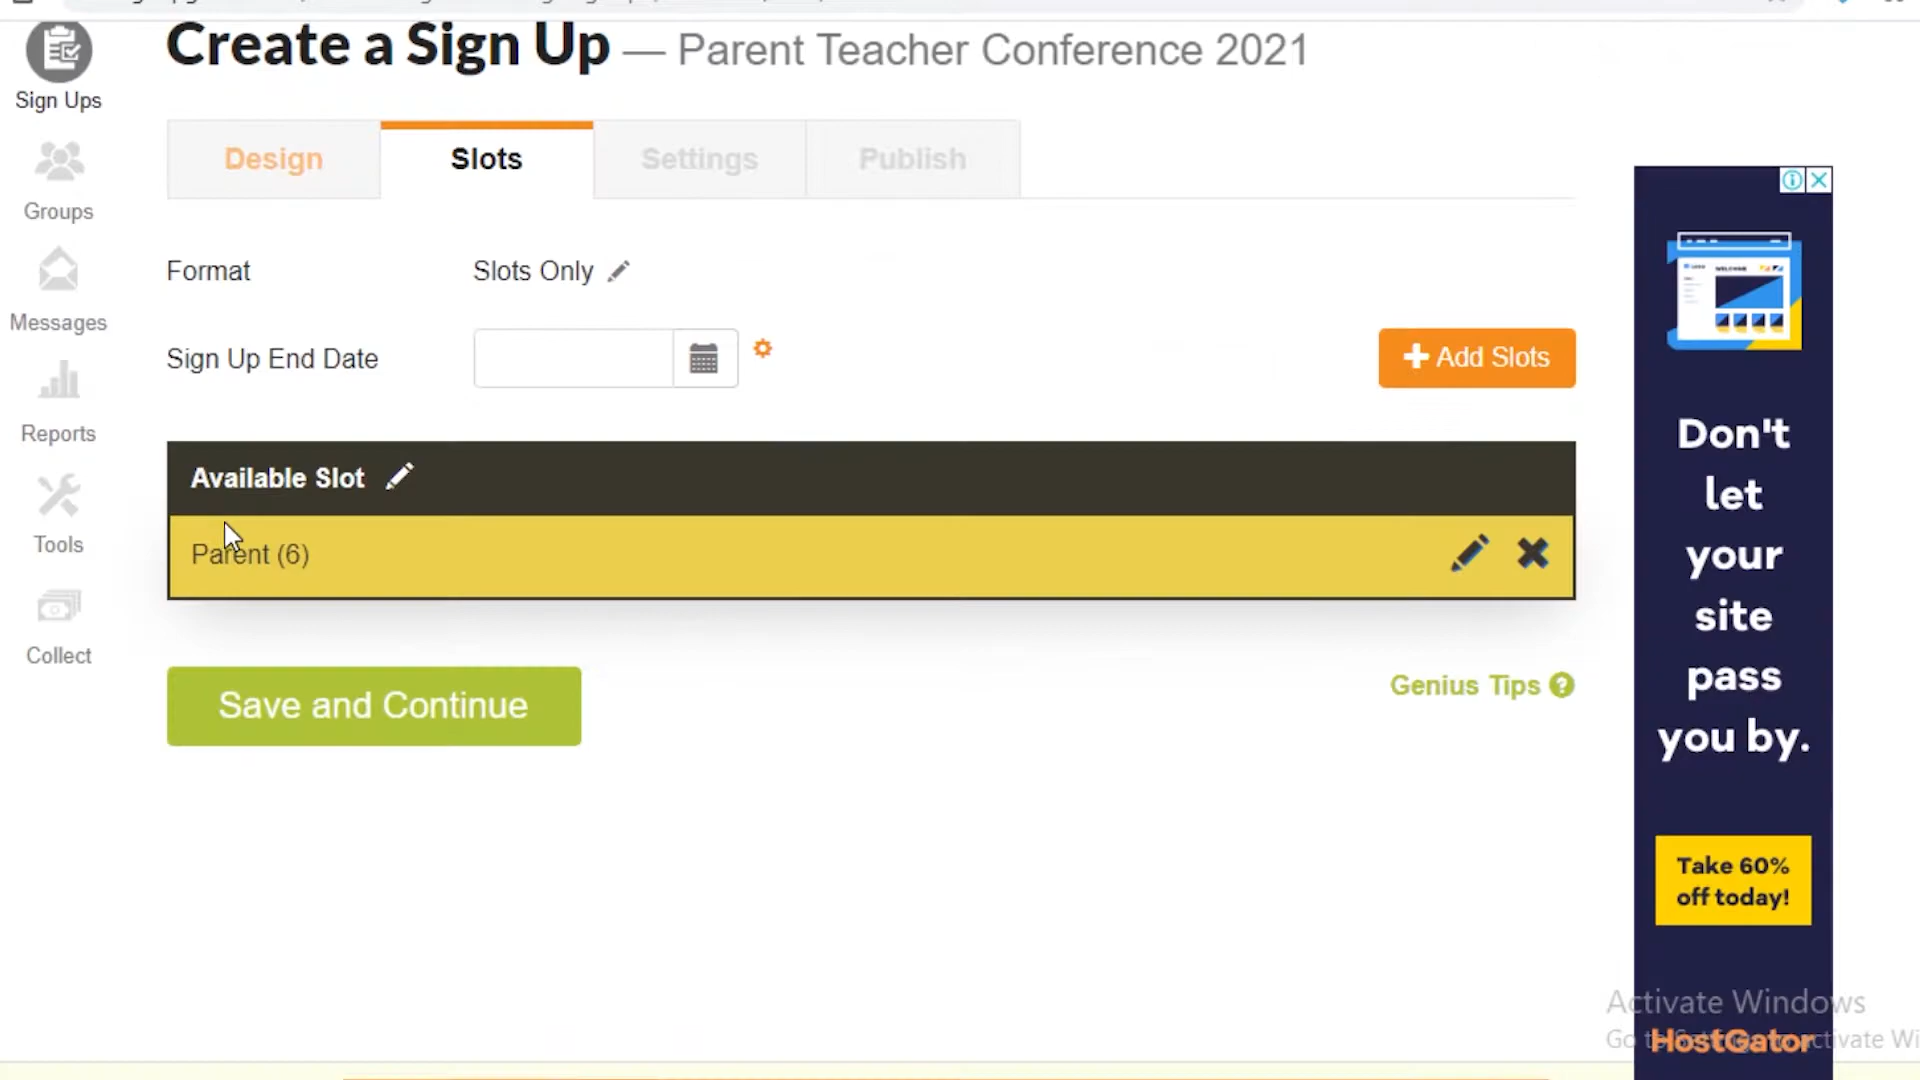 Create a Sign Up — Parent Teacher Conference 2021
Sign Ups
Groups
Messages
Reports
Tools
Collect
Design
Slots
Settings
Publish
Format
Slots Only
Sign Up End Date
Add Slots
Available Slot
Parent (6)
Save and Continue
Genius Tips
Don't
let
your
site
pass
you by.
Take 60%
off today!
HostGator
Activate Windows
Go to